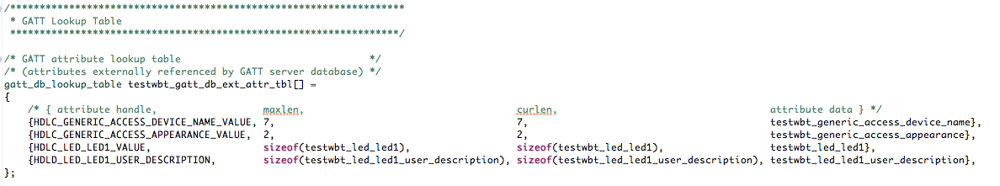 /******************************************************************
 * GATT Lookup Table
 ******************************************************************/
/* GATT attribute lookup table                                */
/* (attributes externally referenced by GATT server database) */
gatt_db_lookup_table testwbt_gatt_db_ext_attr_tbl[] =
{
    /* { attribute handle,                  maxlen,                                    curlen,                                    attribute data } */
    {HDLC_GENERIC_ACCESS_DEVICE_NAME_VALUE, 7,                                         7,                                         testwbt_generic_access_device_name},
    {HDLC_GENERIC_ACCESS_APPEARANCE_VALUE,  2,                                         2,                                         testwbt_generic_access_appearance},
    {HDLC_LED_LED1_VALUE,                   sizeof(testwbt_led_led1),                  sizeof(testwbt_led_led1),                  testwbt_led_led1},
    {HDLD_LED_LED1_USER_DESCRIPTION,        sizeof(testwbt_led_led1_user_description), sizeof(testwbt_led_led1_user_description), testwbt_led_led1_user_description},
};